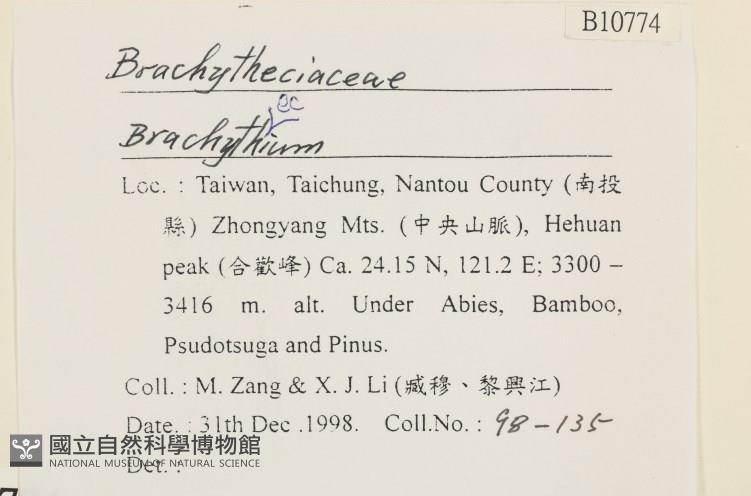 B10774
Brachytheciaceae
ec
Brachythium
Loc. : Taiwan, Taichung, Nantou County (南投
縣) Zhongyang Mts. (中央山脈), Hehuan
peak (合歡峰) Ca. 24.15 N, 121.2 E; 3300 –
3416 m. alt. Under Abies, Bamboo,
Psudotsuga and Pinus.
Coll. : M. Zang & X. J. Li (臧穆、黎興江)
Date. : 31th Dec .1998. Coll.No. : 98-135
國立自然科學博物館
NATIONAL MUSEUM OF NATURAL SCIENCE
Det. :